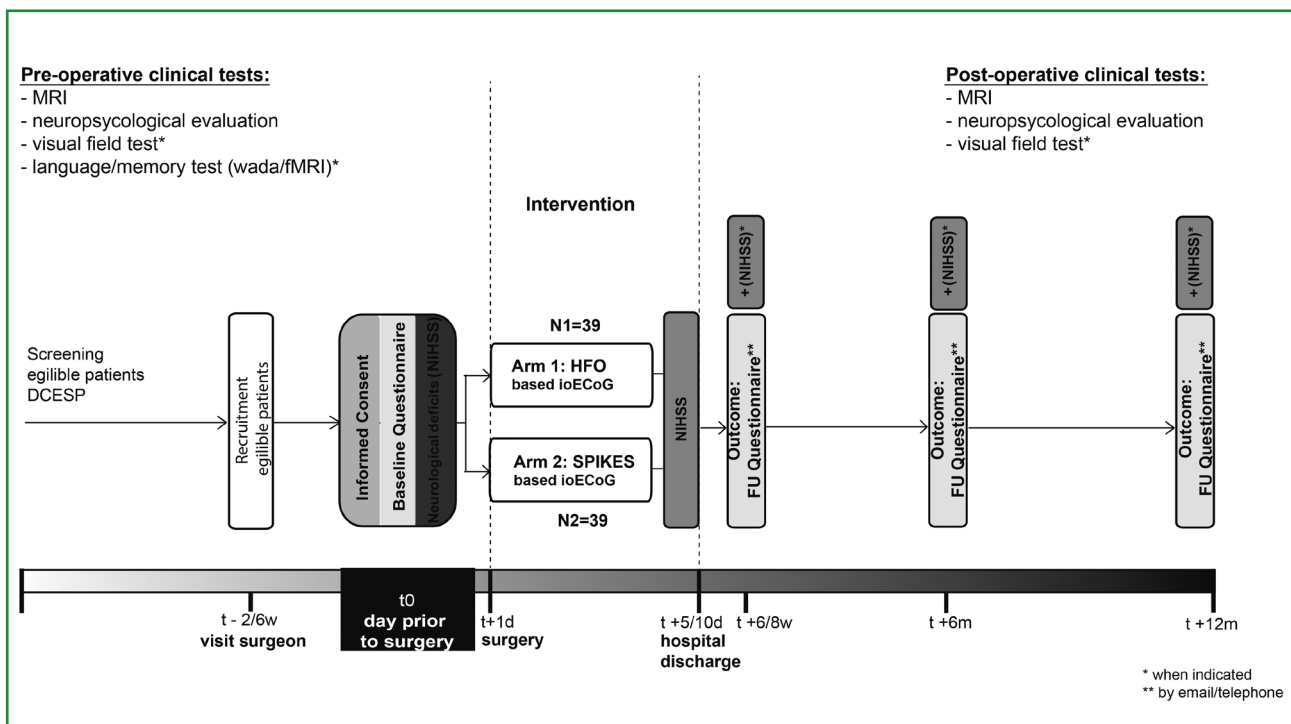 Pre-operative clinical tests:
- MRI
- neuropsycological evaluation
- visual field test*
- language/memory test (wada/fMRI)*
Post-operative clinical tests:
- MRI
- neuropsycological evaluation
- visual field test*
Intervention
Screening
egilible patients
DCESP
Recruitment
egilible patients
Informed Consent
Baseline Questionnaire
Neurological deficits (NIHSS)
N1=39
Arm 1: HFO
based ioECoG
Arm 2: SPIKES
based ioECoG
N2=39
NIHSS
+ (NIHSS)*
Outcome:
FU Questionnaire**
+ (NIHSS)*
Outcome:
FU Questionnaire**
+ (NIHSS)*
Outcome:
FU Questionnaire**
t - 2/6w
visit surgeon
t0
day prior
to surgery
t+1d
surgery
t +5/10d
hospital
discharge
t +6/8w
t +6m
t +12m
* when indicated
** by email/telephone